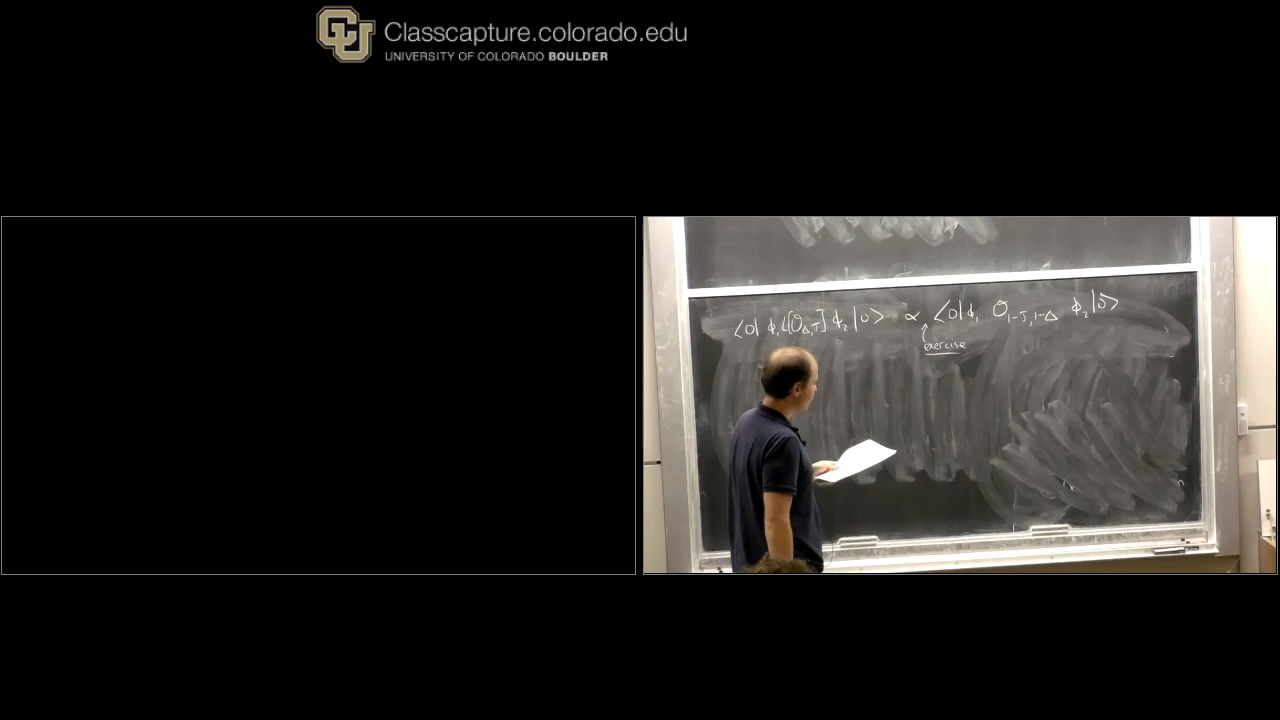 Classcapture.colorado.edu
UNIVERSITY OF COLORADO BOULDER
⟨0| ϕ₁ L[O_{Δ,J}] ϕ₂ |0⟩ ∝ ⟨0| ϕ₁ O_{1-J,1-Δ} ϕ₂ |0⟩
exercise